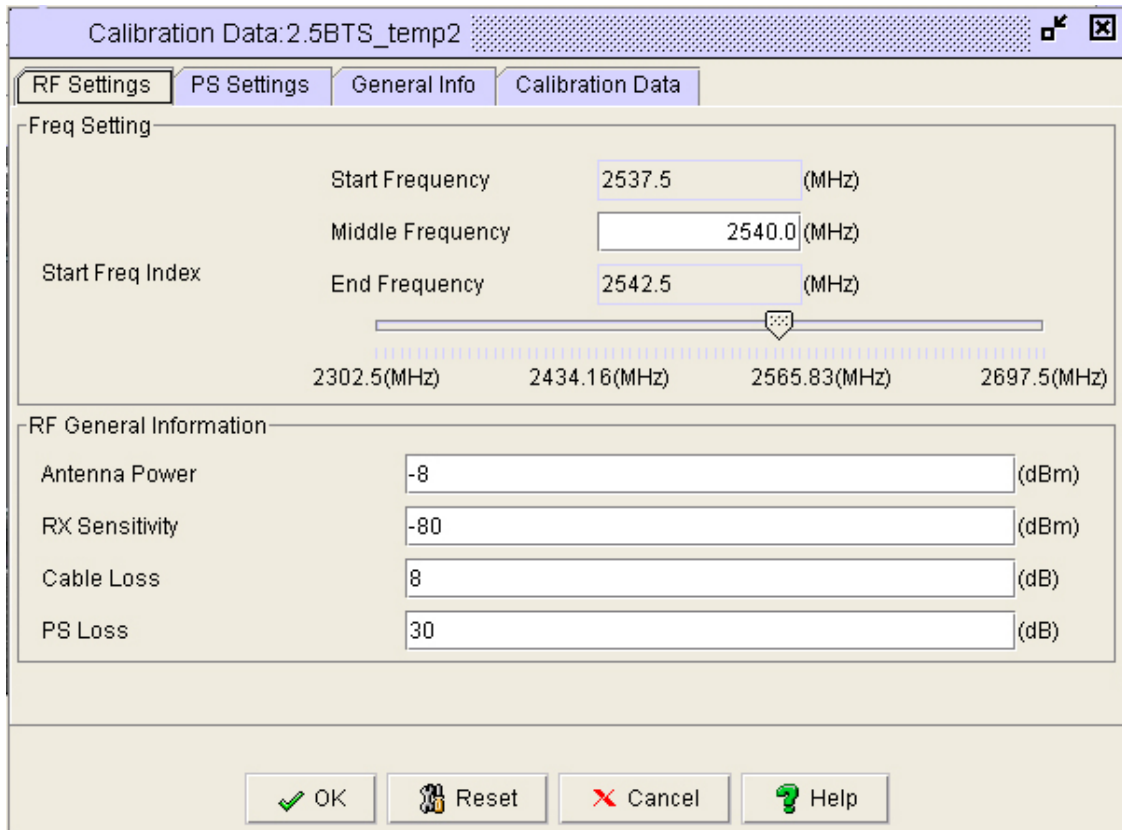 Calibration Data:2.5BTS_temp2
RF Settings PS Settings General Info Calibration Data
Freq Setting
Start Frequency 2537.5 (MHz)
Middle Frequency 2540.0 (MHz)
Start Freq Index
End Frequency 2542.5 (MHz)
2302.5(MHz) 2434.16(MHz) 2565.83(MHz) 2697.5(MHz)
RF General Information
Antenna Power -8 (dBm)
RX Sensitivity -80 (dBm)
Cable Loss 8 (dB)
PS Loss 30 (dB)
OK Reset Cancel Help